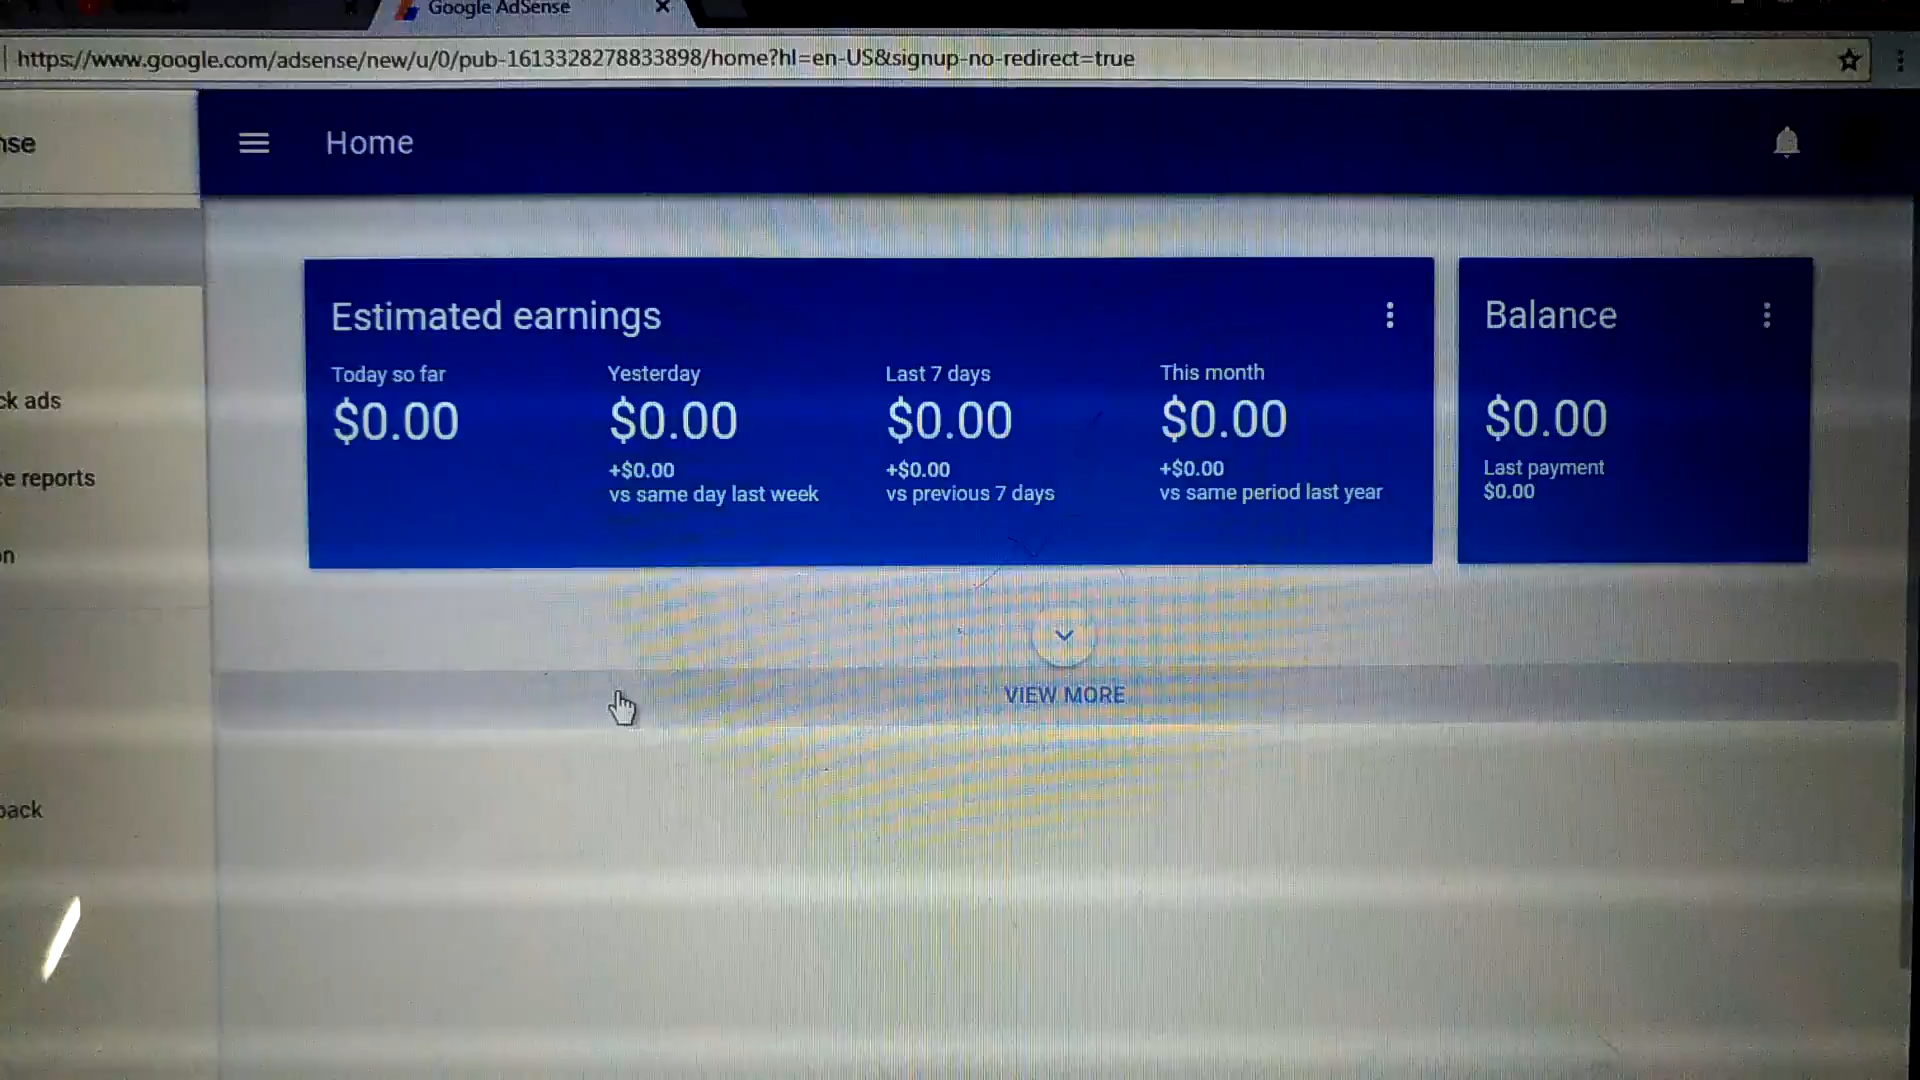 Google AdSense
https://www.google.com/adsense/new/u/0/pub-1613328278833898/home?hl=en-US&signup-no-redirect=true
nse
Home
Estimated earnings
Today so far
$0.00
Yesterday
$0.00
+$0.00
vs same day last week
Last 7 days
$0.00
+$0.00
vs previous 7 days
This month
$0.00
+$0.00
vs same period last year
Balance
$0.00
Last payment
$0.00
ck ads
ce reports
on
VIEW MORE
back